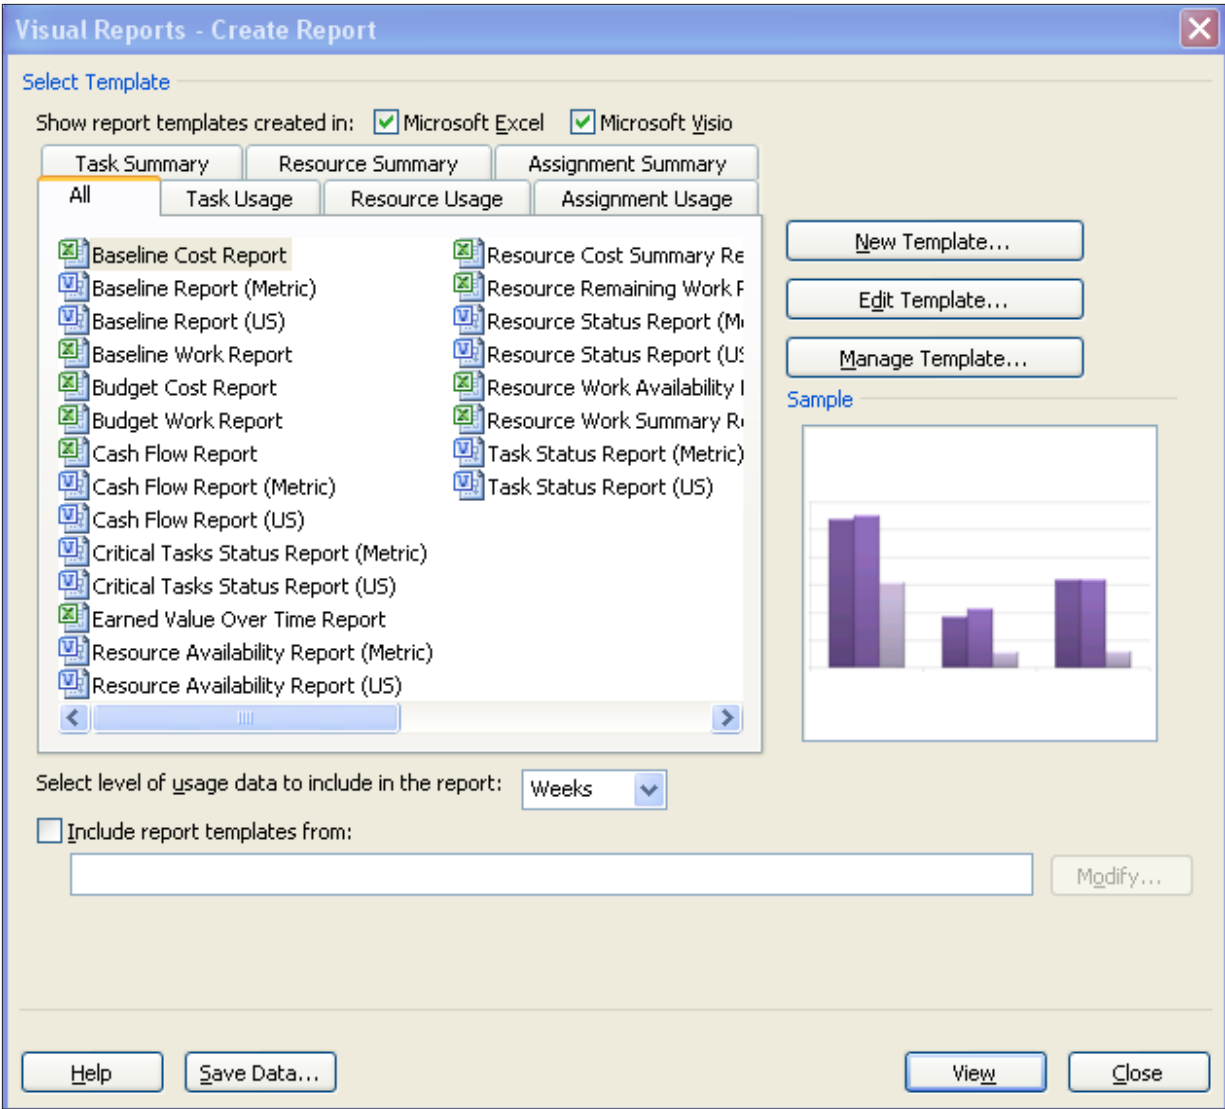 Visual Reports - Create Report
Select Template
Show report templates created in: Microsoft Excel Microsoft Visio
Task Summary Resource Summary Assignment Summary
All Task Usage Resource Usage Assignment Usage
Baseline Cost Report
Baseline Report (Metric)
Baseline Report (US)
Baseline Work Report
Budget Cost Report
Budget Work Report
Cash Flow Report
Cash Flow Report (Metric)
Cash Flow Report (US)
Critical Tasks Status Report (Metric)
Critical Tasks Status Report (US)
Earned Value Over Time Report
Resource Availability Report (Metric)
Resource Availability Report (US)
Resource Cost Summary Re
Resource Remaining Work
Resource Status Report (M
Resource Status Report (US
Resource Work Availability
Resource Work Summary R
Task Status Report (Metric)
Task Status Report (US)
New Template...
Edit Template...
Manage Template...
Sample
Select level of usage data to include in the report: Weeks
Include report templates from:
Modify...
Help Save Data... View Close